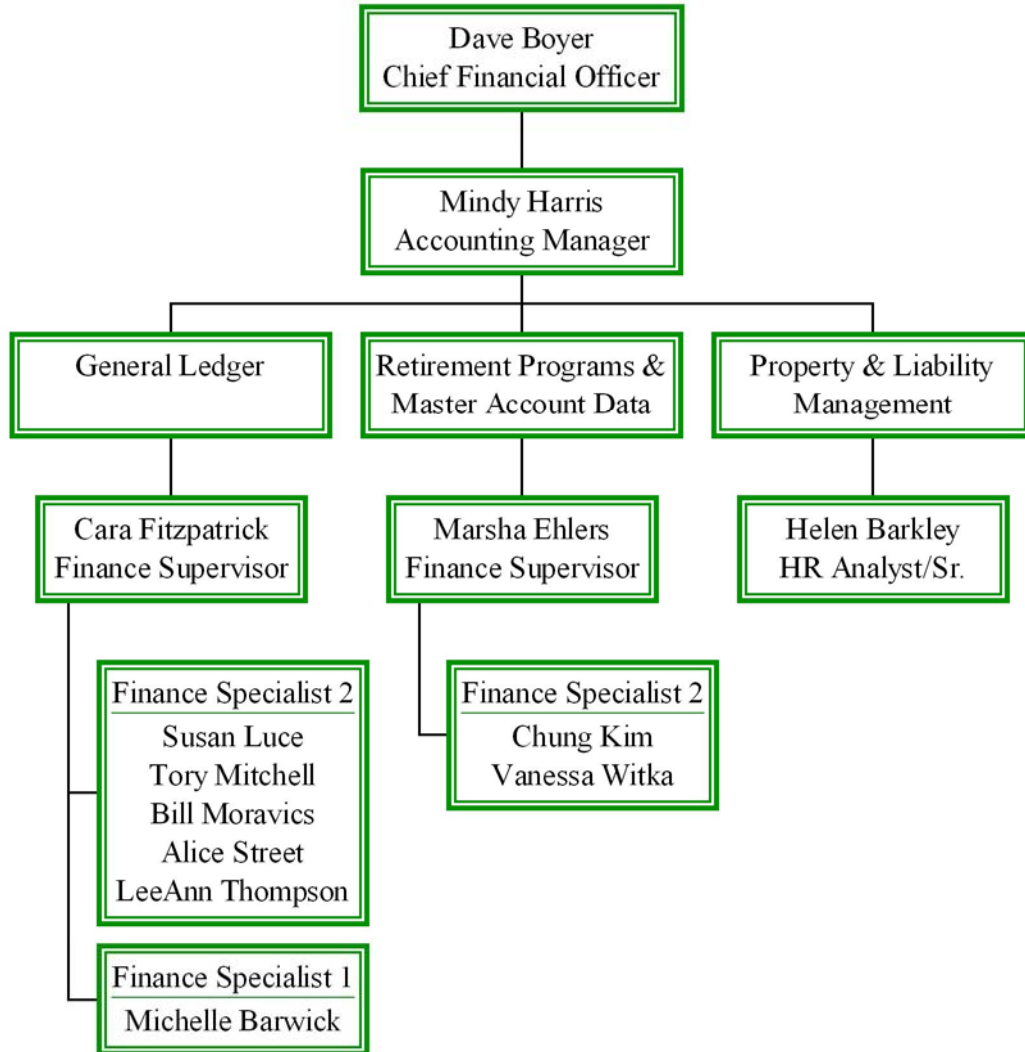 Dave Boyer
Chief Financial Officer
Mindy Harris
Accounting Manager
General Ledger
Retirement Programs &
Master Account Data
Property & Liability
Management
Cara Fitzpatrick
Finance Supervisor
Marsha Ehlers
Finance Supervisor
Helen Barkley
HR Analyst/Sr.
Finance Specialist 2
Susan Luce
Tory Mitchell
Bill Moravics
Alice Street
LeeAnn Thompson
Finance Specialist 2
Chung Kim
Vanessa Witka
Finance Specialist 1
Michelle Barwick